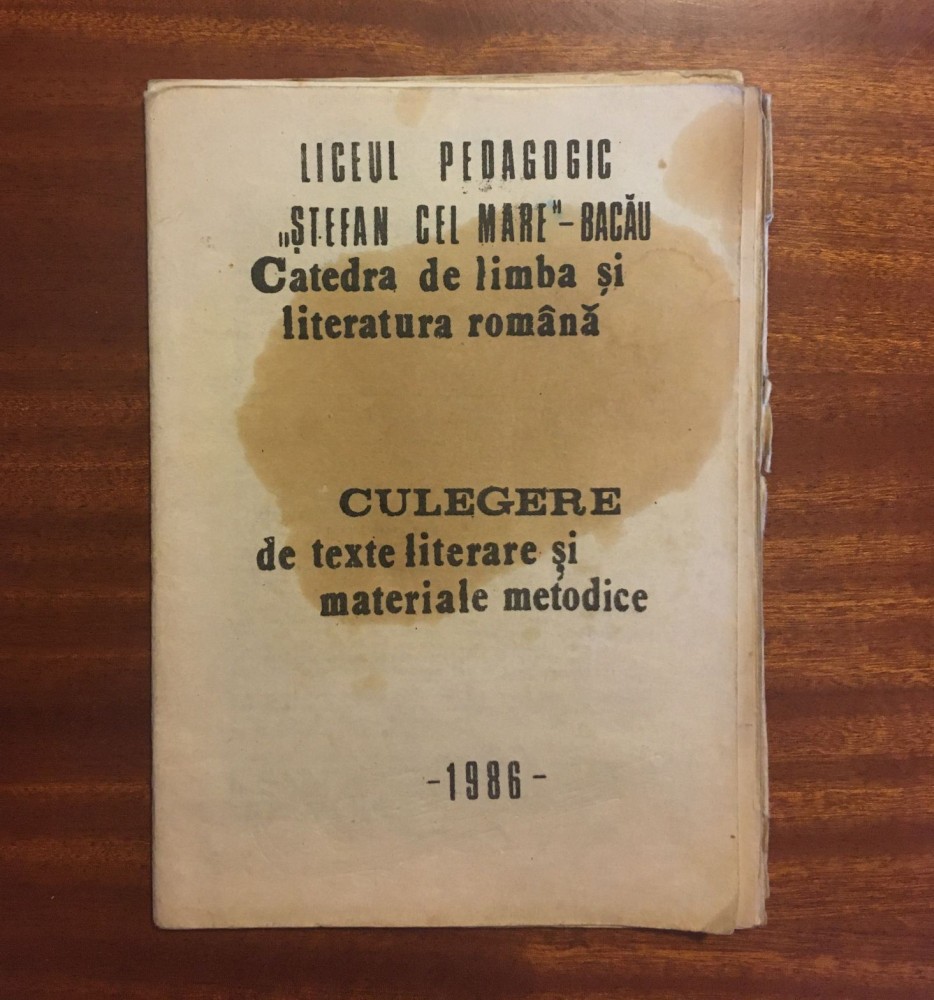 LICEUL PEDAGOGIC
„ȘTEFAN CEL MARE”-BACĂU
Catedra de limba și
literatura română
CULEGERE
de texte literare și
materiale metodice
-1986-